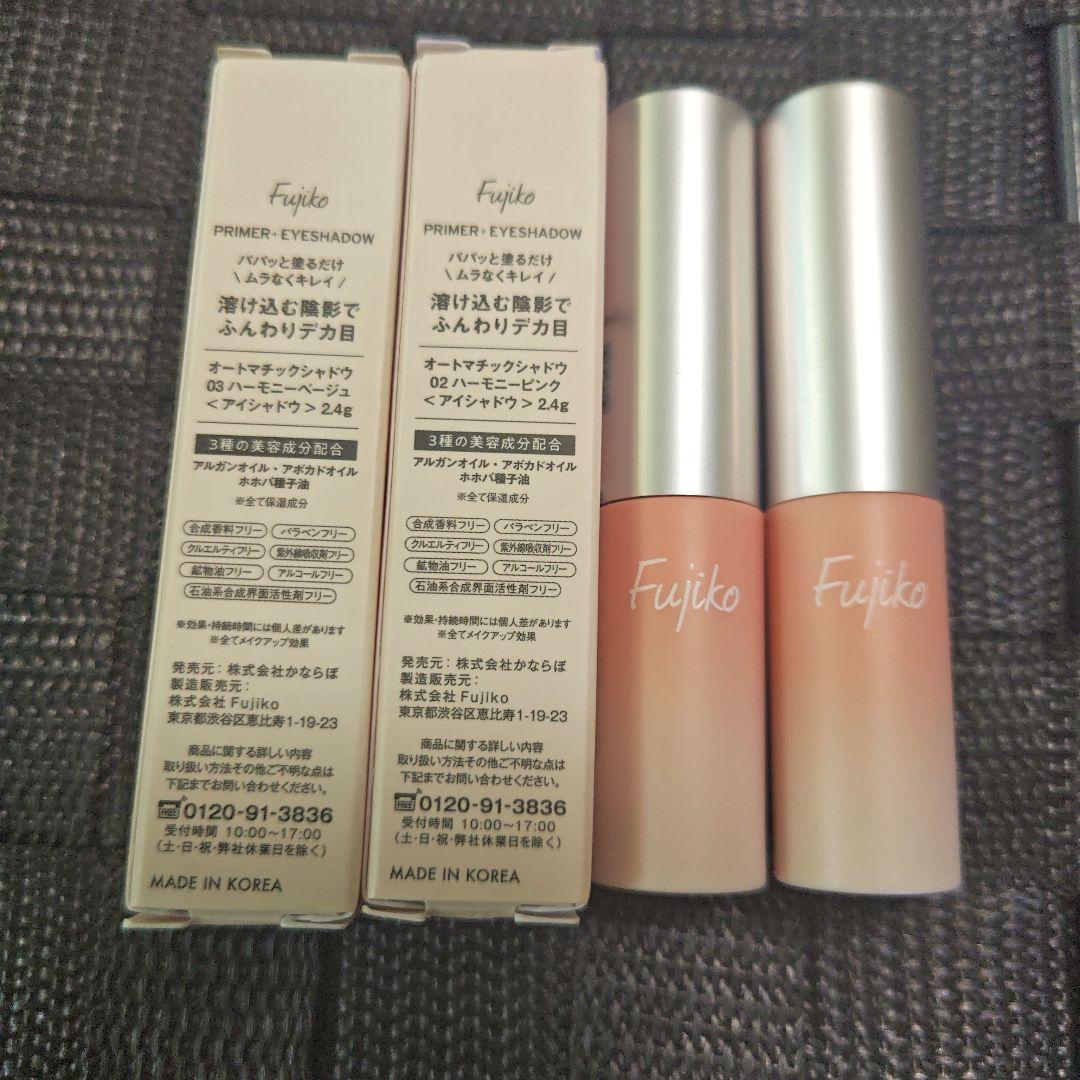 Fujiko
PRIMER+EYESHADOW
パパッと塗るだけ
\ ムラなくキレイ /
溶け込む陰影で
ふんわりデカ目
オートマチックシャドウ
03 ハーモニーベージュ
< アイシャドウ > 2.4g
3種の美容成分配合
アルガンオイル・アボカドオイル
ホホバ種子油
※全て保湿成分
合成香料フリー パラベンフリー
クルエルティフリー 紫外線吸収剤フリー
鉱物油フリー アルコールフリー
石油系合成界面活性剤フリー
※効果・持続時間には個人差があります
※全てメイクアップ効果
発売元：株式会社かならぼ
製造販売元：
株式会社 Fujiko
東京都渋谷区恵比寿1-19-23
商品に関する詳しい内容
取り扱い方法その他ご不明な点は
下記までお問い合わせください。
FREE 0120-91-3836
受付時間 10:00〜17:00
（土・日・祝・弊社休業日を除く）
MADE IN KOREA
Fujiko
PRIMER+EYESHADOW
パパッと塗るだけ
\ ムラなくキレイ /
溶け込む陰影で
ふんわりデカ目
オートマチックシャドウ
02 ハーモニーピンク
< アイシャドウ > 2.4g
3種の美容成分配合
アルガンオイル・アボカドオイル
ホホバ種子油
※全て保湿成分
合成香料フリー パラベンフリー
クルエルティフリー 紫外線吸収剤フリー
鉱物油フリー アルコールフリー
石油系合成界面活性剤フリー
※効果・持続時間には個人差があります
※全てメイクアップ効果
発売元：株式会社かならぼ
製造販売元：
株式会社 Fujiko
東京都渋谷区恵比寿1-19-23
商品に関する詳しい内容
取り扱い方法その他ご不明な点は
下記までお問い合わせください。
FREE 0120-91-3836
受付時間 10:00〜17:00
（土・日・祝・弊社休業日を除く）
MADE IN KOREA
Fujiko
Fujiko